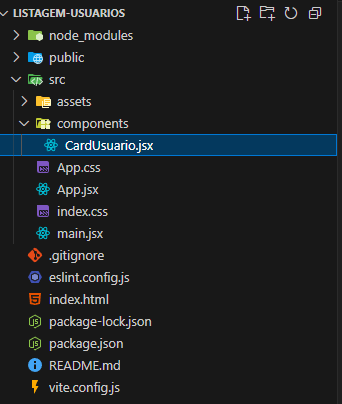 LISTAGEM-USUARIOS
node_modules
public
src
assets
components
CardUsuario.jsx
App.css
App.jsx
index.css
main.jsx
.gitignore
eslint.config.js
index.html
package-lock.json
package.json
README.md
vite.config.js